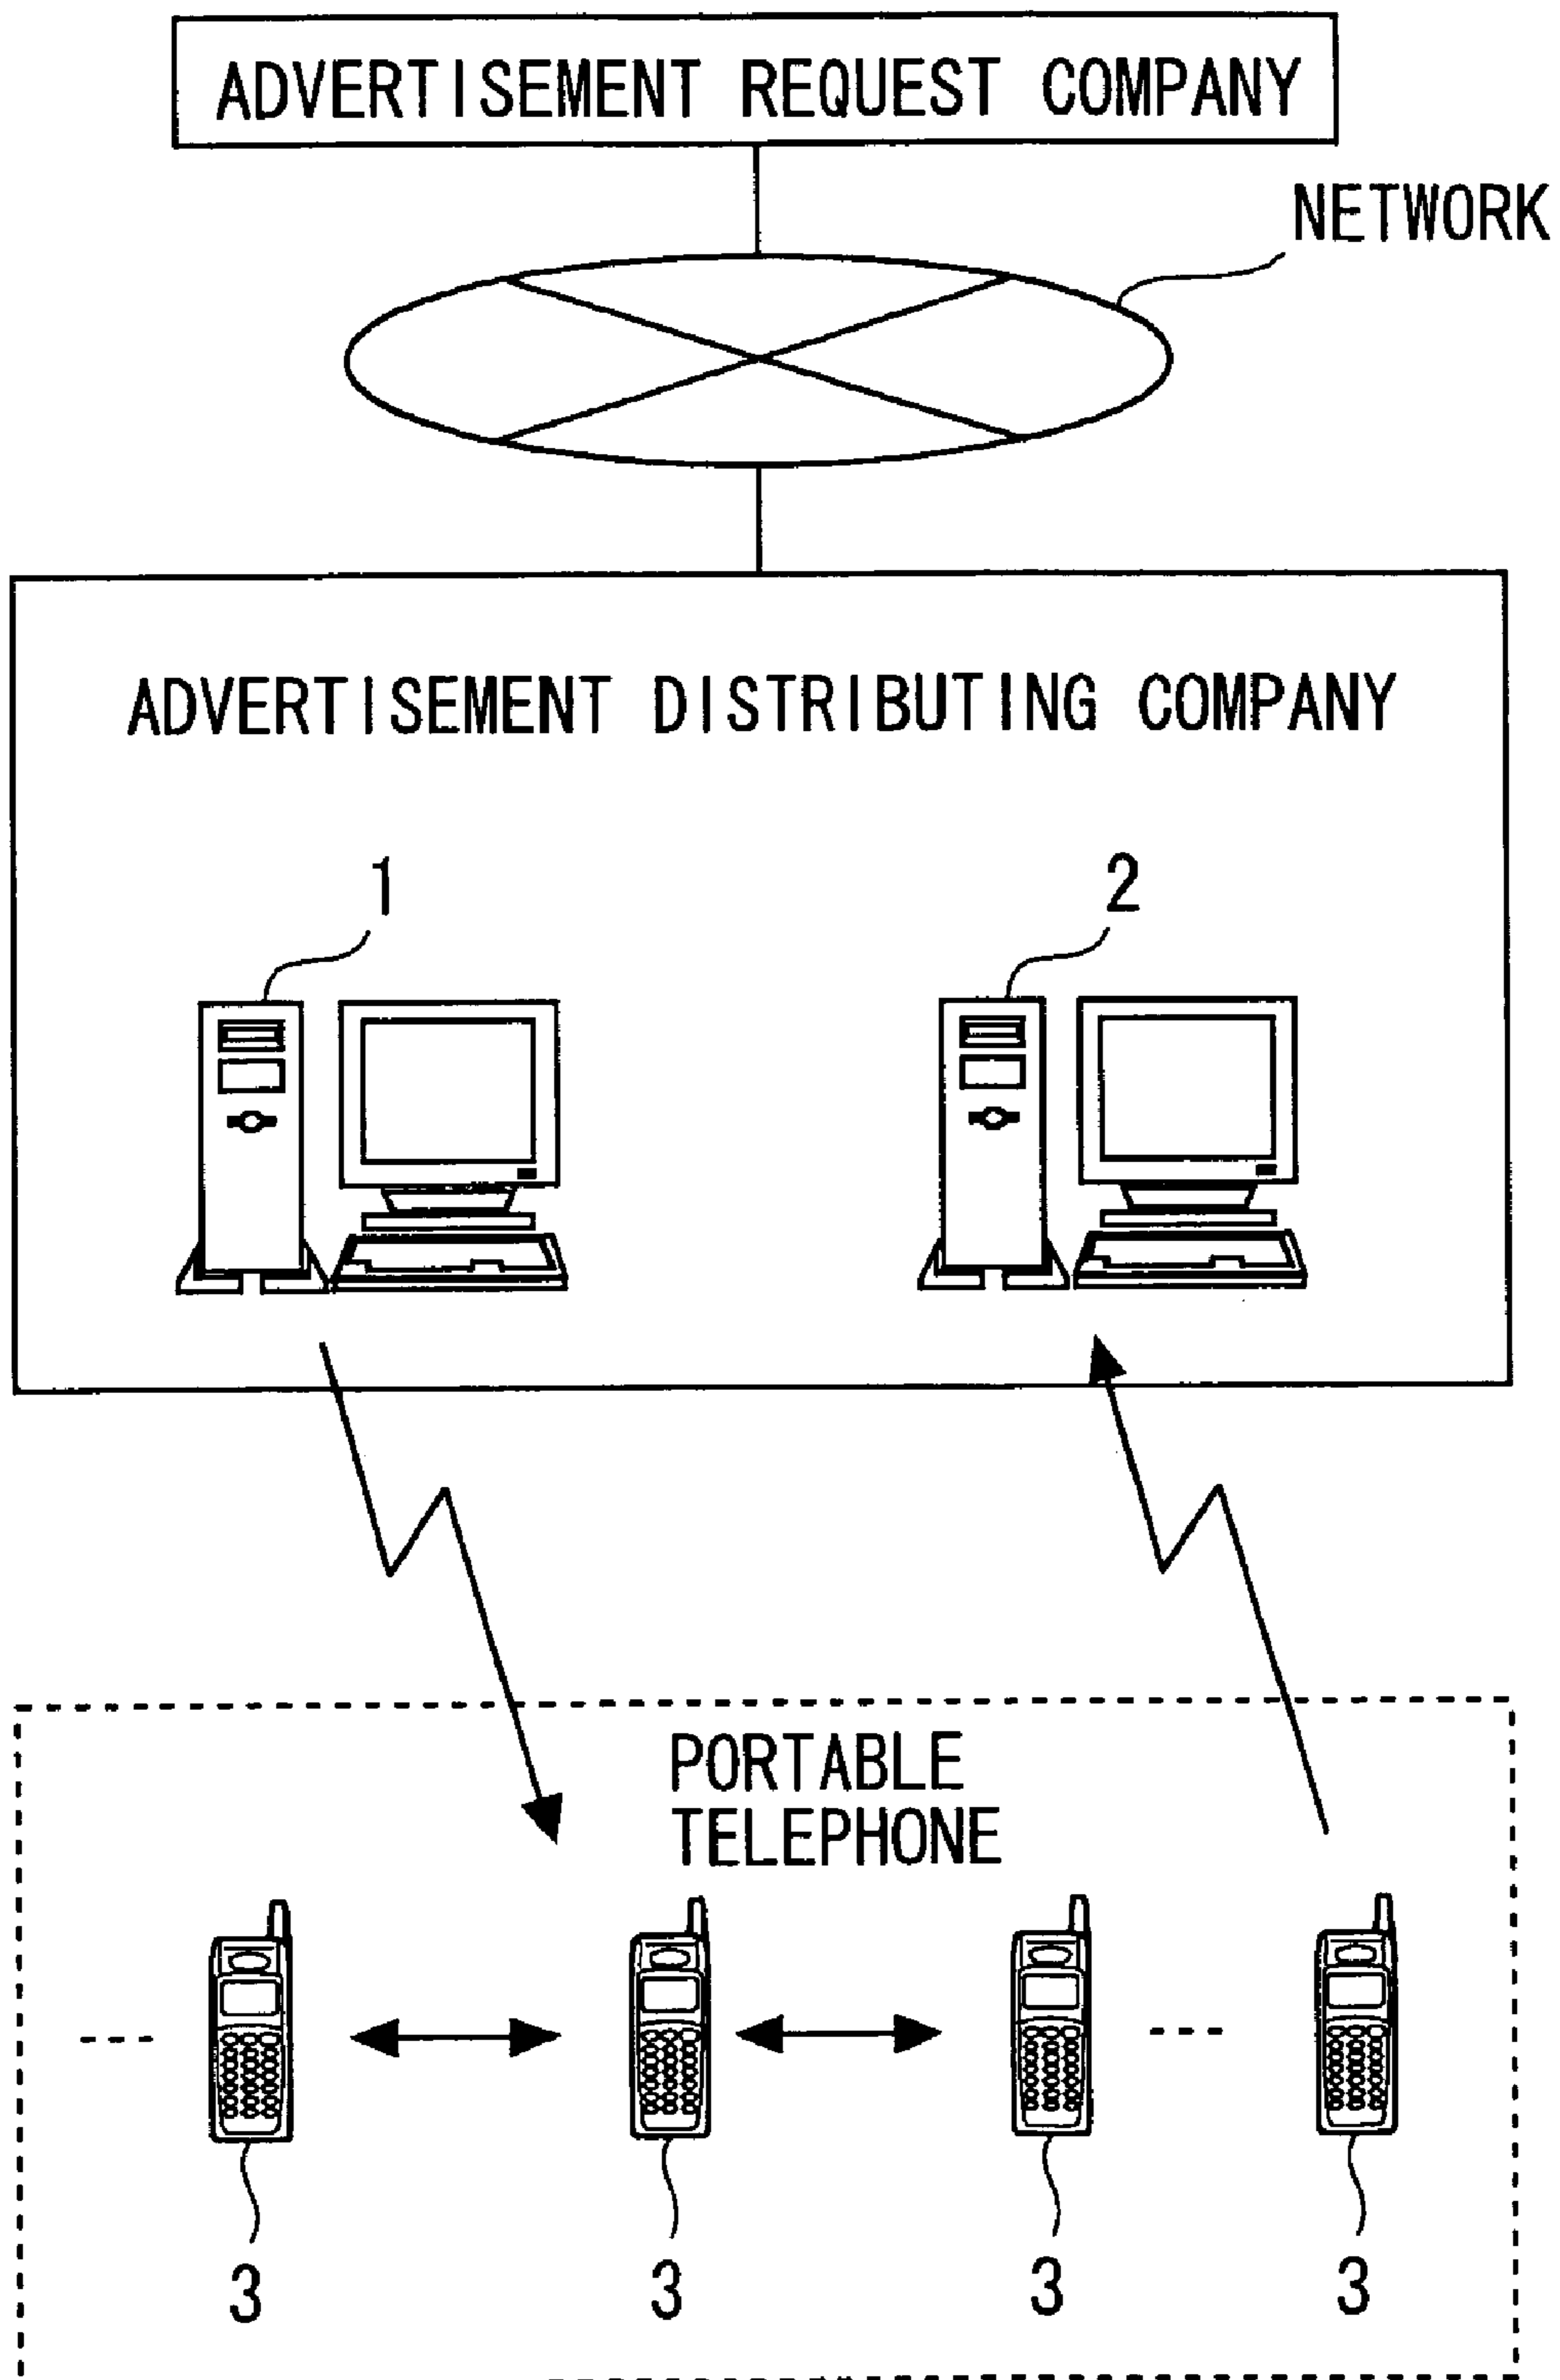 ADVERTISEMENT REQUEST COMPANY
NETWORK
ADVERTISEMENT DISTRIBUTING COMPANY
1
2
PORTABLE
TELEPHONE
3
3
3
3